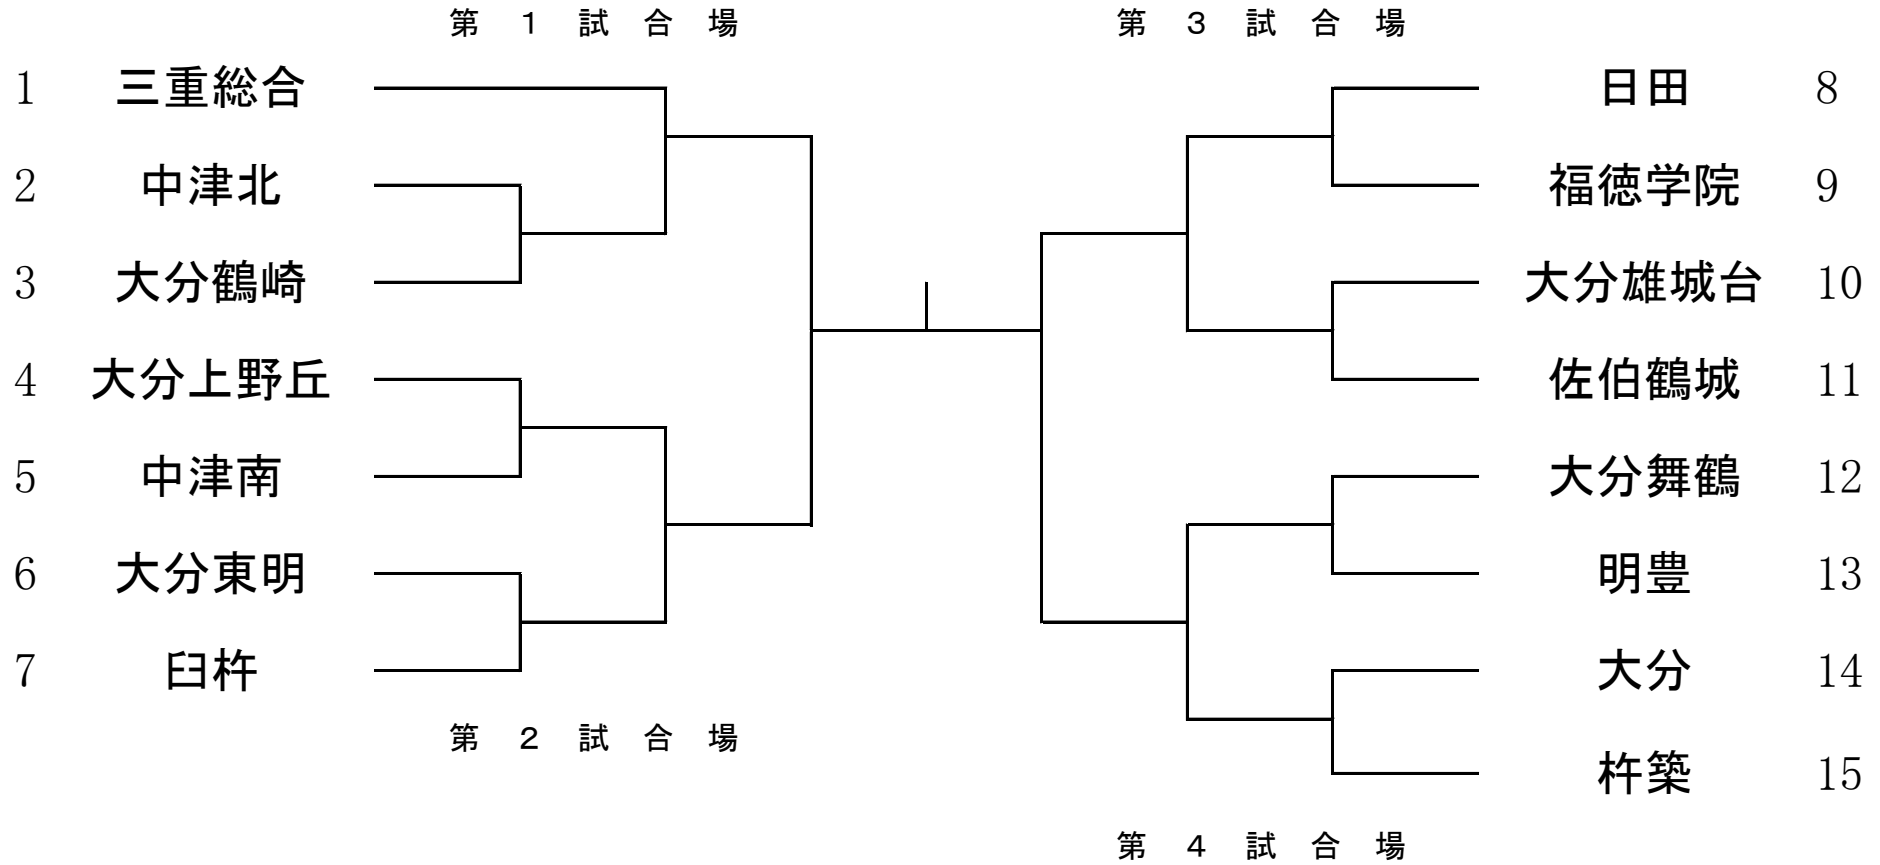 第１試合場
1 三重総合
2 中津北
3 大分鶴崎
4 大分上野丘
5 中津南
6 大分東明
7 臼杵
第２試合場
第３試合場
日田 8
福徳学院 9
大分雄城台 10
佐伯鶴城 11
大分舞鶴 12
明豊 13
大分 14
杵築 15
第４試合場